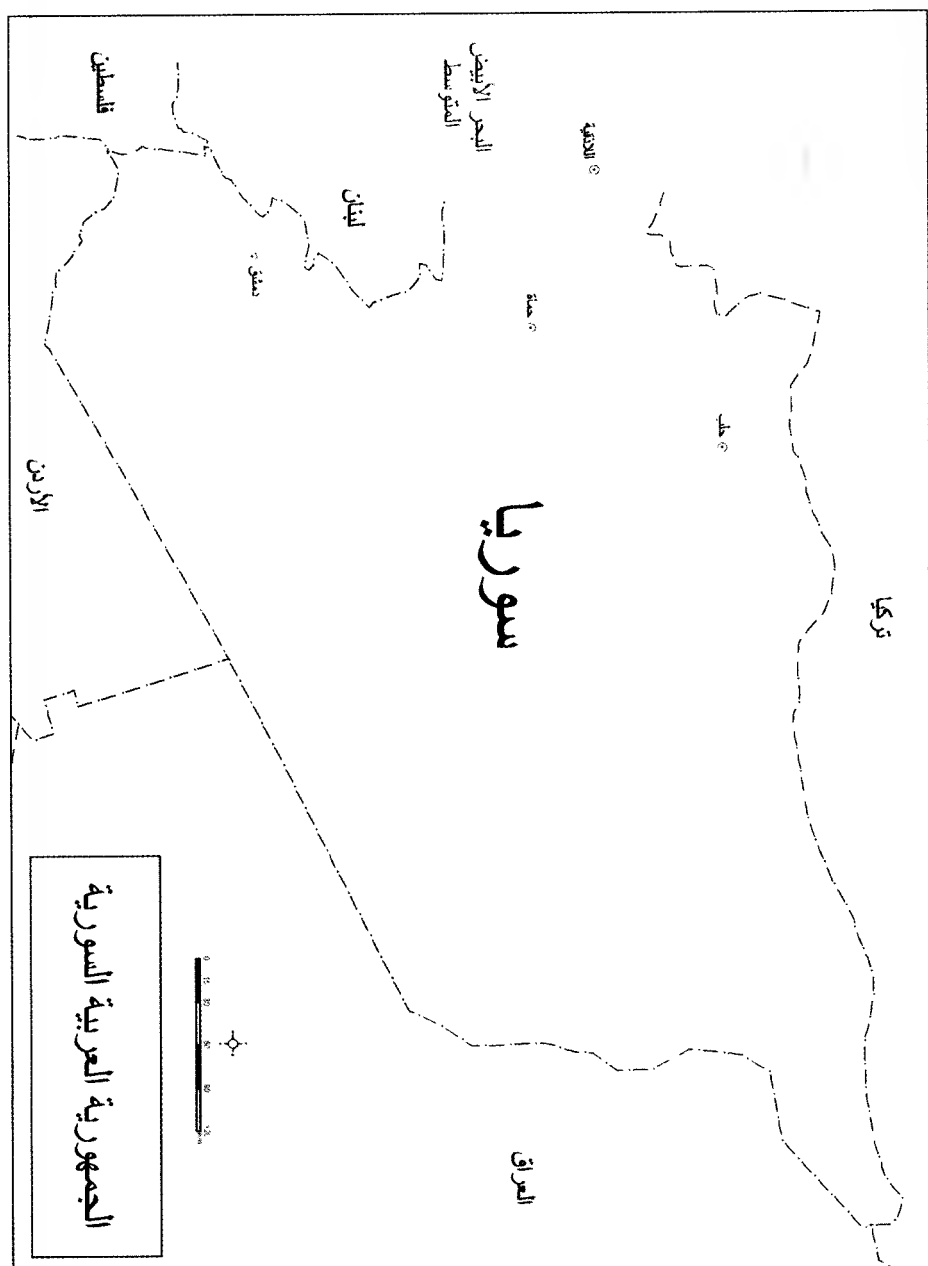 تركيا
حلب
اللاذقية
حماة
البحر الأبيض
المتوسط
سوريا
لبنان
دمشق
العراق
فلسطين
الأردن
الجمهورية العربية السورية